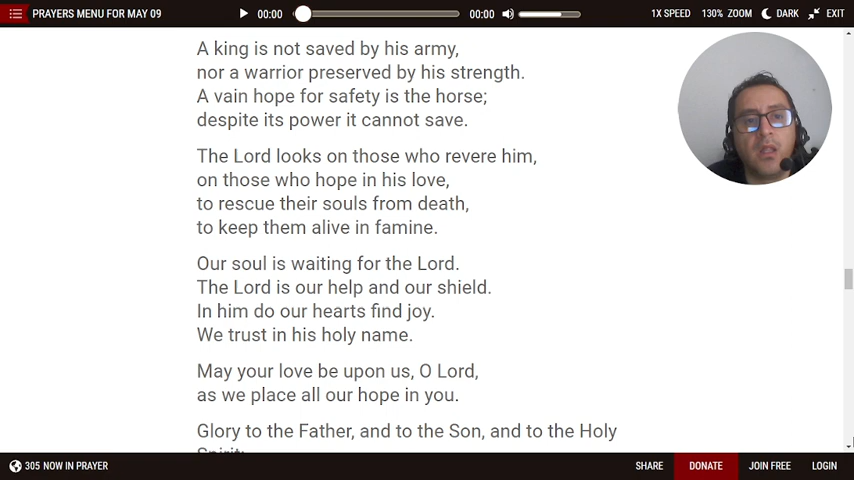 PRAYERS MENU FOR MAY 09
00:00
00:00
1X SPEED
130% ZOOM
DARK
EXIT
A king is not saved by his army,
nor a warrior preserved by his strength.
A vain hope for safety is the horse;
despite its power it cannot save.
The Lord looks on those who revere him,
on those who hope in his love,
to rescue their souls from death,
to keep them alive in famine.
Our soul is waiting for the Lord.
The Lord is our help and our shield.
In him do our hearts find joy.
We trust in his holy name.
May your love be upon us, O Lord,
as we place all our hope in you.
Glory to the Father, and to the Son, and to the Holy
Spirit:
305 NOW IN PRAYER
SHARE
DONATE
JOIN FREE
LOGIN